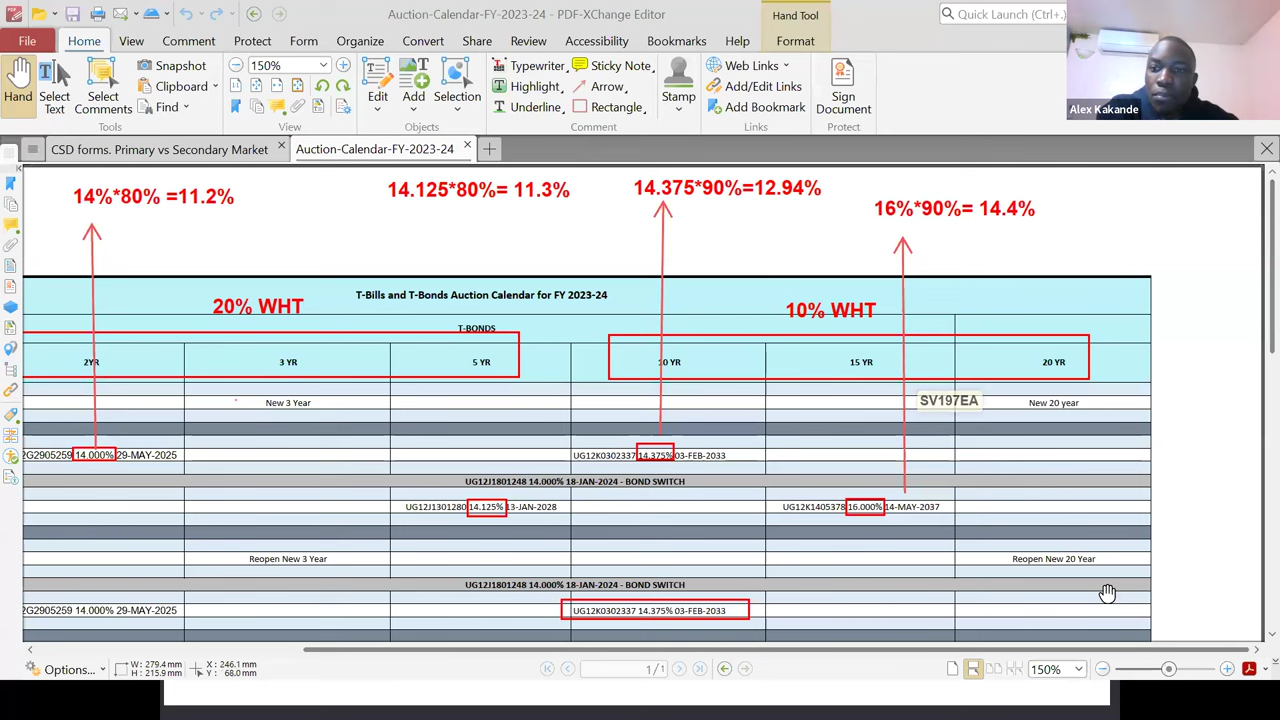 Auction-Calendar-FY-2023-24 - PDF-XChange Editor
Hand Tool
Quick Launch (Ctrl+.)
File Home View Comment Protect Form Organize Convert Share Review Accessibility Bookmarks Help Format
Hand
Select Text
Select Comments
Snapshot
Clipboard
Find
Tools
150%
View
Edit
Add
Selection
Objects
Typewriter
Highlight
Underline
Sticky Note
Arrow
Rectangle
Comment
Stamp
Web Links
Add/Edit Links
Add Bookmark
Links
Sign Document
Protect
Alex Kakande
CSD forms. Primary vs Secondary Market
Auction-Calendar-FY-2023-24
14%*80% =11.2%
14.125*80%= 11.3%
14.375*90%=12.94%
16%*90%= 14.4%
T-Bills and T-Bonds Auction Calendar for FY 2023-24
20% WHT
10% WHT
T-BONDS
2YR 3 YR 5 YR 10 YR 15 YR 20 YR
SV197EA
New 3 Year New 20 year
2G2905259 14.000% 29-MAY-2025 UG12K0302337 14.375% 03-FEB-2033
UG12J1801248 14.000% 18-JAN-2024 - BOND SWITCH
UG12J1301280 14.125% 13-JAN-2028 UG12K1405378 16.000% 14-MAY-2037
Reopen New 3 Year Reopen New 20 Year
UG12J1801248 14.000% 18-JAN-2024 - BOND SWITCH
2G2905259 14.000% 29-MAY-2025 UG12K0302337 14.375% 03-FEB-2033
Options...
W: 279.4 mm
H: 215.9 mm
X: 246.1 mm
Y: 68.0 mm
1/1
150%